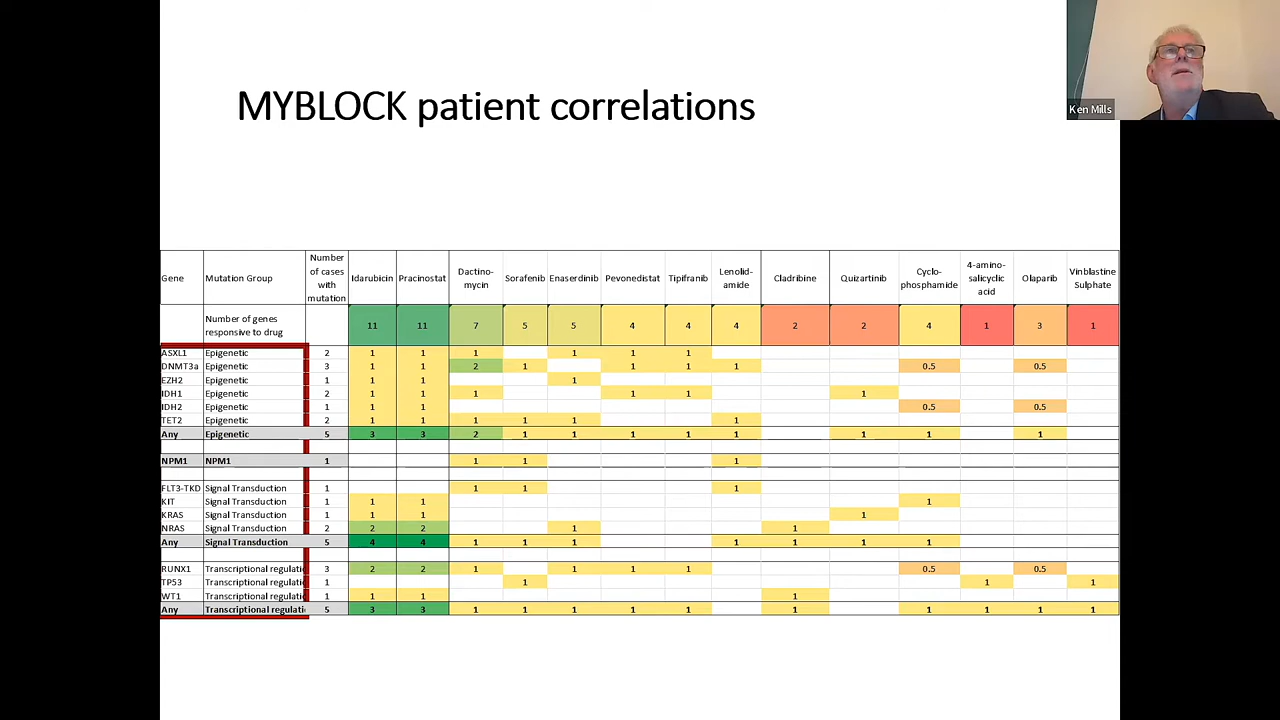 Ken Mills
MYBLOCK patient correlations
Gene Mutation Group Number of cases with mutation Idarubicin Pracinostat Dactino-mycin Sorafenib Enaserdinib Pevonedistat Tipifranib Lenolid-amide Cladribine Quizartinib Cyclo-phosphamide 4-amino-salicyclic acid Olaparib Vinblastine Sulphate
Number of genes responsive to drug 11 11 7 5 5 4 4 4 2 2 4 1 3 1
ASXL1 Epigenetic 2 1 1 1 1 1 1
DNMT3a Epigenetic 3 1 1 2 1 1 1 1 0.5 0.5
EZH2 Epigenetic 1 1 1 1
IDH1 Epigenetic 2 1 1 1 1 1 1
IDH2 Epigenetic 1 1 1 0.5 0.5
TET2 Epigenetic 2 1 1 1 1 1 1
Any Epigenetic 5 3 3 2 1 1 1 1 1 1 1 1
NPM1 NPM1 1 1 1 1
FLT3-TKD Signal Transduction 1 1 1 1
KIT Signal Transduction 1 1 1 1
KRAS Signal Transduction 1 1 1 1
NRAS Signal Transduction 2 2 2 1 1
Any Signal Transduction 5 4 4 1 1 1 1 1 1 1
RUNX1 Transcriptional regulatio 3 2 2 1 1 1 1 0.5 0.5
TP53 Transcriptional regulatio 1 1 1 1
WT1 Transcriptional regulatio 1 1 1 1
Any Transcriptional regulatio 5 3 3 1 1 1 1 1 1 1 1 1 1